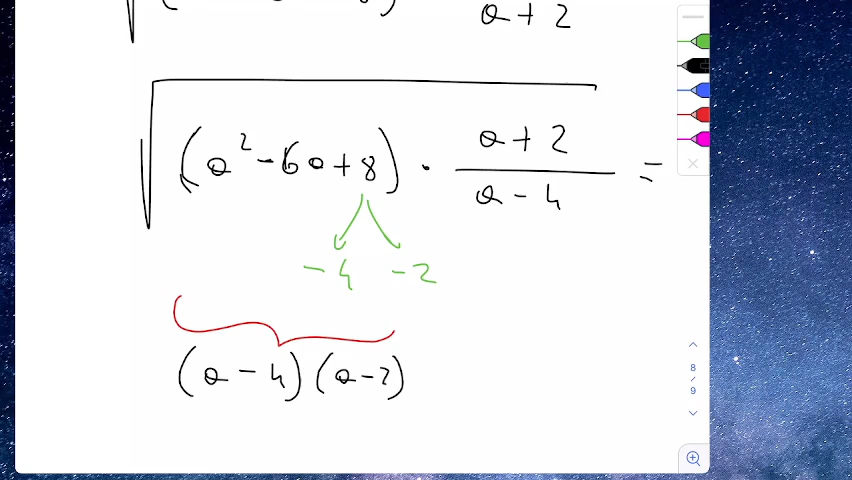 a + 2
√(a² - 6a + 8) · (a + 2)/(a - 4) =
-4 -2
(a - 4)(a - 2)
8
/
9